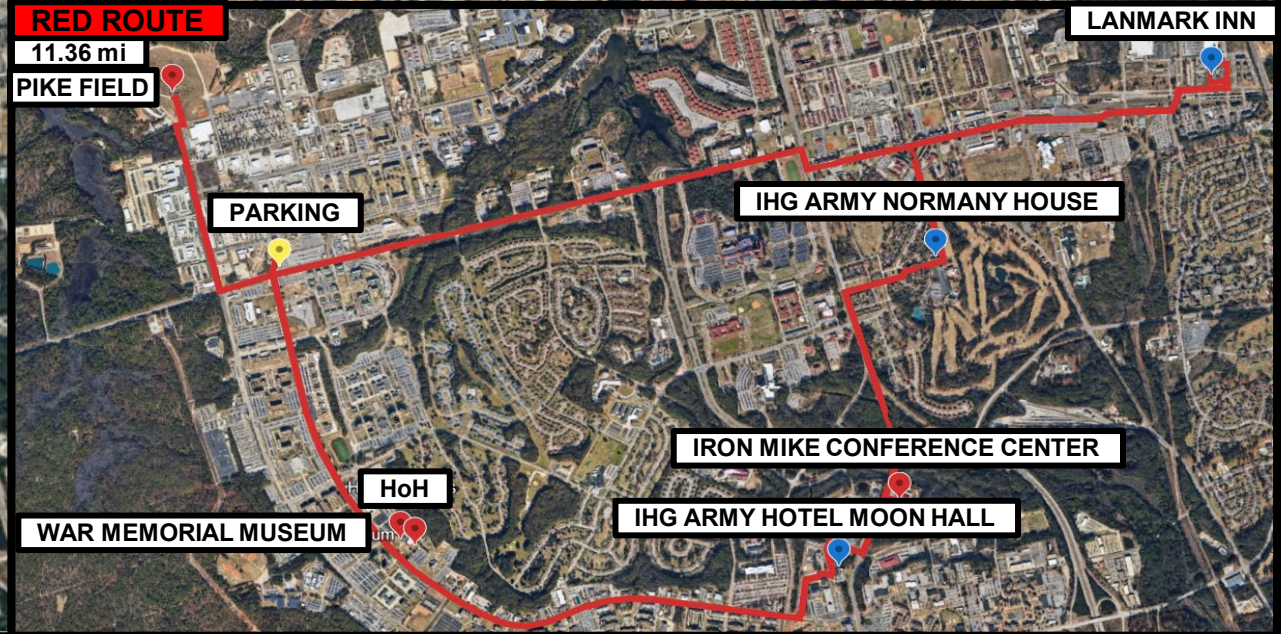 RED ROUTE
LANMARK INN
11.36 mi
PIKE FIELD
PARKING
IHG ARMY NORMANY HOUSE
IRON MIKE CONFERENCE CENTER
HoH
IHG ARMY HOTEL MOON HALL
WAR MEMORIAL MUSEUM